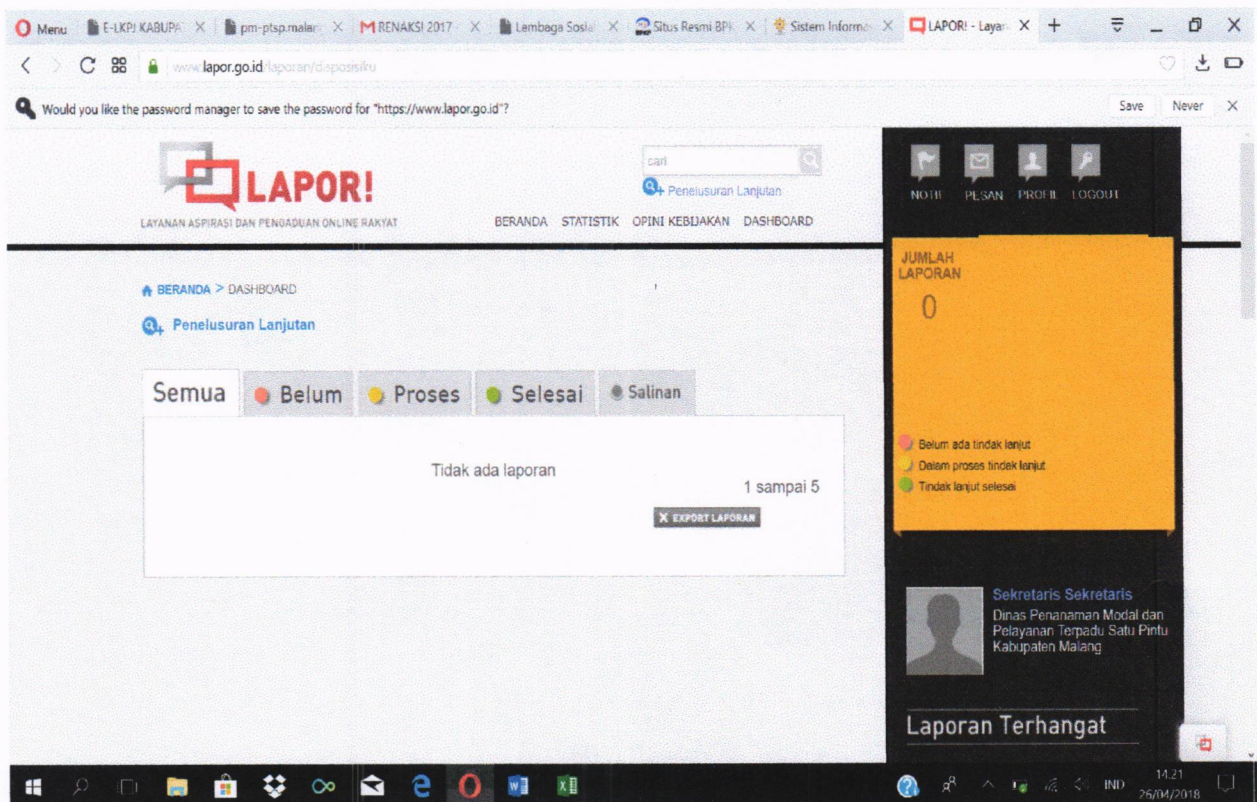 Menu
E-LKPJ KABUPA
pm-ptsp.malan
RENAKSI 2017 -
Lembaga Sosial
Situs Resmi BPK
Sistem Informas
LAPOR! - Layan
www.lapor.go.id/laporan/disposisiku
Would you like the password manager to save the password for "https://www.lapor.go.id"?
Save Never
LAPOR!
LAYANAN ASPIRASI DAN PENGADUAN ONLINE RAKYAT
cari
Penelusuran Lanjutan
BERANDA STATISTIK OPINI KEBIJAKAN DASHBOARD
NOTIF PESAN PROFIL LOGOUT
BERANDA > DASHBOARD
Penelusuran Lanjutan
Semua Belum Proses Selesai Salinan
Tidak ada laporan
1 sampai 5
X EXPORT LAPORAN
JUMLAH
LAPORAN
0
Belum ada tindak lanjut
Dalam proses tindak lanjut
Tindak lanjut selesai
Sekretaris Sekretaris
Dinas Penanaman Modal dan
Pelayanan Terpadu Satu Pintu
Kabupaten Malang
Laporan Terhangat
IND
14.21
26/04/2018